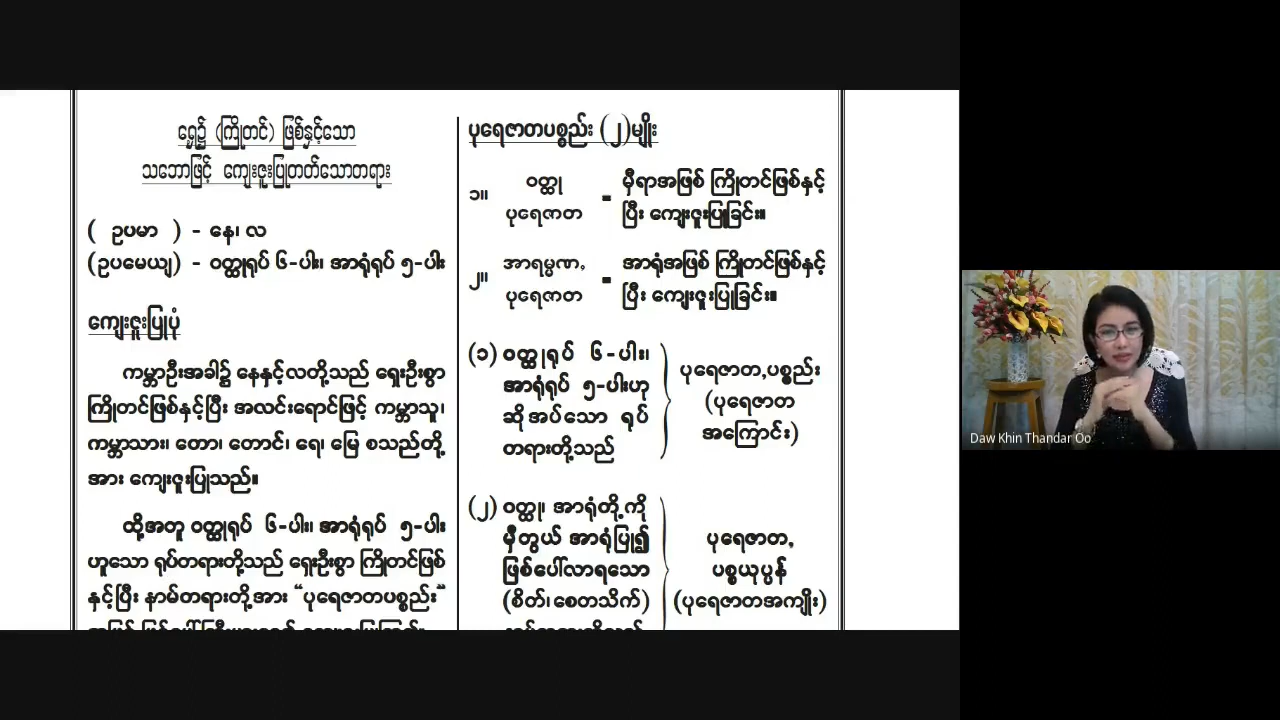 ရှေ့၌ (ကြိုတင်) ဖြစ်နှင့်သော
သဘောဖြင့် ကျေးဇူးပြုတတ်သောတရား
( ဥပမာ ) - နေ၊ လ
(ဥပမေယျ) - ဝတ္ထုရုပ် ၆-ပါး၊ အာရုံရုပ် ၅-ပါး
ကျေးဇူးပြုပုံ
ကမ္ဘာဦးအခါ၌ နေနှင့်လတို့သည် ရှေးဦးစွာ
ကြိုတင်ဖြစ်နှင့်ပြီး အလင်းရောင်ဖြင့် ကမ္ဘာသူ၊
ကမ္ဘာသား၊ တော၊ တောင်၊ ရေ၊ မြေ စသည်တို့
အား ကျေးဇူးပြုသည်။
ထို့အတူ ဝတ္ထုရုပ် ၆-ပါး၊ အာရုံရုပ် ၅-ပါး
ဟူသော ရုပ်တရားတို့သည် ရှေးဦးစွာ ကြိုတင်ဖြစ်
နှင့်ပြီး နာမ်တရားတို့အား “ပုရေဇာတပစ္စည်း“
ပုရေဇာတပစ္စည်း (၂)မျိုး
၁။ ဝတ္ထု ပုရေဇာတ = မှီရာအဖြစ် ကြိုတင်ဖြစ်နှင့်
ပြီး ကျေးဇူးပြုခြင်း။
၂။ အာရမ္မဏ, ပုရေဇာတ = အာရုံအဖြစ် ကြိုတင်ဖြစ်နှင့်
ပြီး ကျေးဇူးပြုခြင်း။
(၁) ဝတ္ထုရုပ် ၆-ပါး၊
အာရုံရုပ် ၅-ပါးဟု
ဆိုအပ်သော ရုပ်
တရားတို့သည်
ပုရေဇာတ,ပစ္စည်း
(ပုရေဇာတ
အကြောင်း)
(၂) ဝတ္ထု၊ အာရုံတို့ကို
မှီတွယ် အာရုံပြု၍
ဖြစ်ပေါ်လာရသော
(စိတ်၊ စေတသိက်)
ပုရေဇာတ,
ပစ္စယုပ္ပန်
(ပုရေဇာတအကျိုး)
Daw Khin Thandar Oo